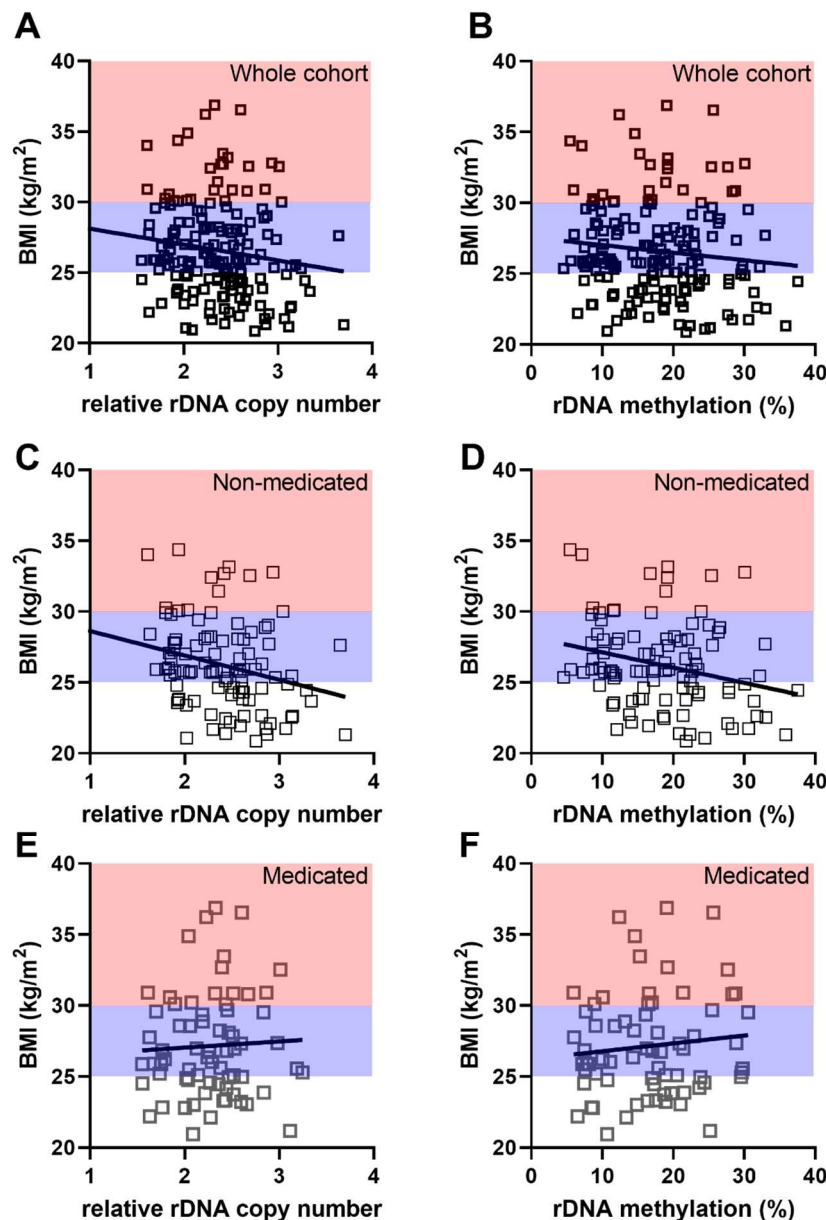 A
B
40
Whole cohort
35
30
25
20
BMI (kg/m²)
1
2
3
4
relative rDNA copy number
40
Whole cohort
35
30
25
20
BMI (kg/m²)
0
10
20
30
40
rDNA methylation (%)
C
D
40
Non-medicated
35
30
25
20
BMI (kg/m²)
1
2
3
4
relative rDNA copy number
40
Non-medicated
35
30
25
20
BMI (kg/m²)
0
10
20
30
40
rDNA methylation (%)
E
F
40
Medicated
35
30
25
20
BMI (kg/m²)
1
2
3
4
relative rDNA copy number
40
Medicated
35
30
25
20
BMI (kg/m²)
0
10
20
30
40
rDNA methylation (%)